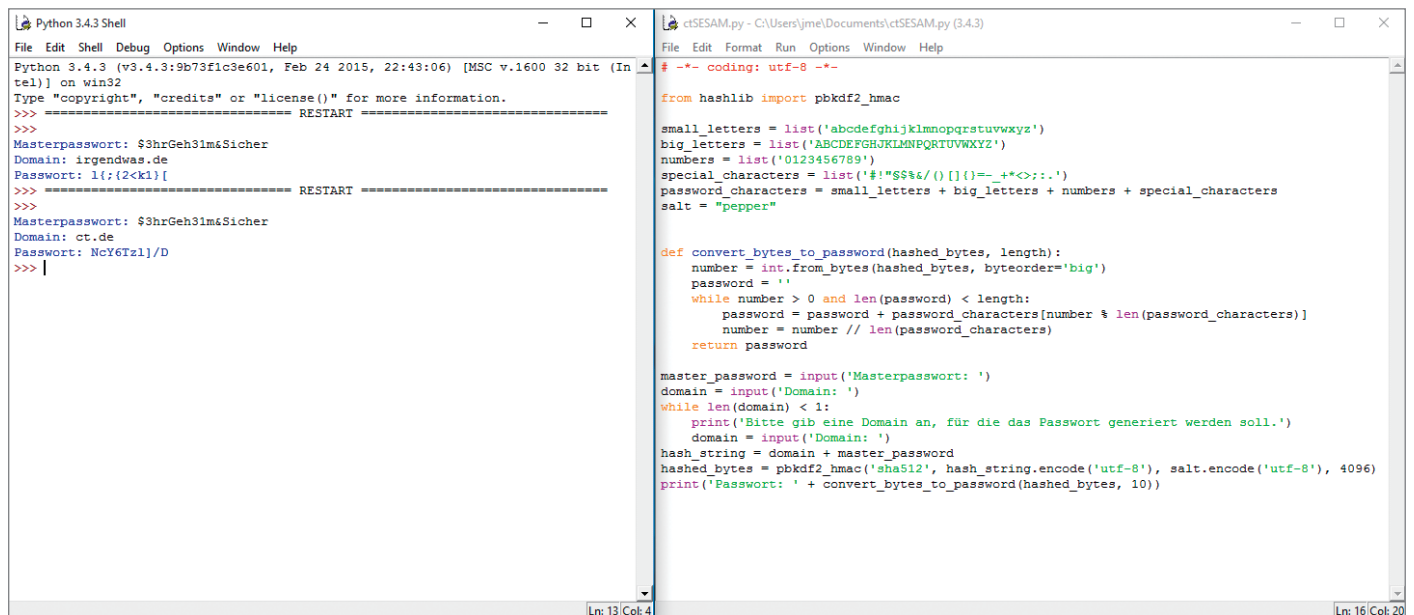 Python 3.4.3 Shell
File Edit Shell Debug Options Window Help
Python 3.4.3 (v3.4.3:9b73f1c3e601, Feb 24 2015, 22:43:06) [MSC v.1600 32 bit (In
tel)] on win32
Type "copyright", "credits" or "license()" for more information.
>>> ================================ RESTART ================================
>>>
Masterpasswort: $3hrGeh31m&Sicher
Domain: irgendwas.de
Passwort: l{;{2<k1}[
>>> ================================ RESTART ================================
>>>
Masterpasswort: $3hrGeh31m&Sicher
Domain: ct.de
Passwort: NcY6Tzl]/D
>>>
Ln: 13 Col: 4
ctSESAM.py - C:\Users\jme\Documents\ctSESAM.py (3.4.3)
File Edit Format Run Options Window Help
# -*- coding: utf-8 -*-
from hashlib import pbkdf2_hmac
small_letters = list('abcdefghijklmnopqrstuvwxyz')
big_letters = list('ABCDEFGHJKLMNPQRTUVWXYZ')
numbers = list('0123456789')
special_characters = list('#!"§$%&/()[]{}=-_+*<>;:.')
password_characters = small_letters + big_letters + numbers + special_characters
salt = "pepper"
def convert_bytes_to_password(hashed_bytes, length):
    number = int.from_bytes(hashed_bytes, byteorder='big')
    password = ''
    while number > 0 and len(password) < length:
        password = password + password_characters[number % len(password_characters)]
        number = number // len(password_characters)
    return password
master_password = input('Masterpasswort: ')
domain = input('Domain: ')
while len(domain) < 1:
    print('Bitte gib eine Domain an, für die das Passwort generiert werden soll.')
    domain = input('Domain: ')
hash_string = domain + master_password
hashed_bytes = pbkdf2_hmac('sha512', hash_string.encode('utf-8'), salt.encode('utf-8'), 4096)
print('Passwort: ' + convert_bytes_to_password(hashed_bytes, 10))
Ln: 16 Col: 20